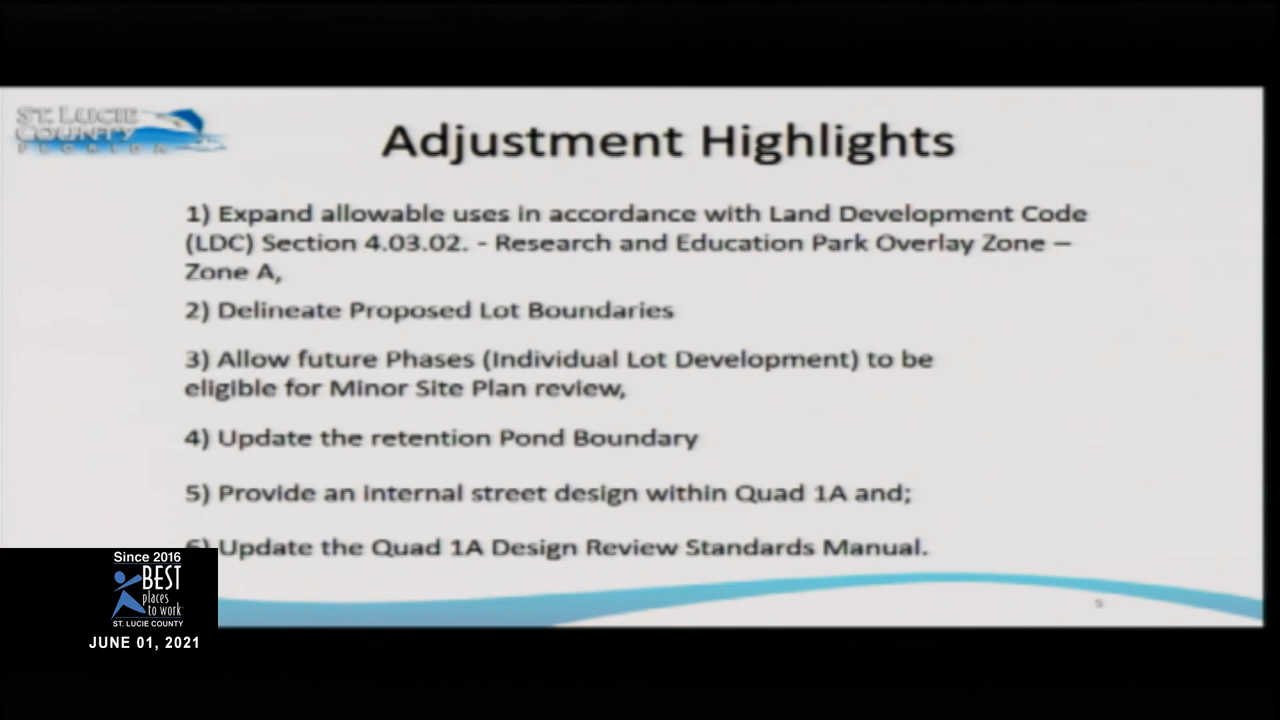 ST. LUCIE
COUNTY
FLORIDA
Adjustment Highlights
1) Expand allowable uses in accordance with Land Development Code
(LDC) Section 4.03.02. - Research and Education Park Overlay Zone –
Zone A,
2) Delineate Proposed Lot Boundaries
3) Allow future Phases (Individual Lot Development) to be
eligible for Minor Site Plan review,
4) Update the retention Pond Boundary
5) Provide an internal street design within Quad 1A and;
6) Update the Quad 1A Design Review Standards Manual.
5
Since 2016
BEST
places
to work
ST. LUCIE COUNTY
JUNE 01, 2021